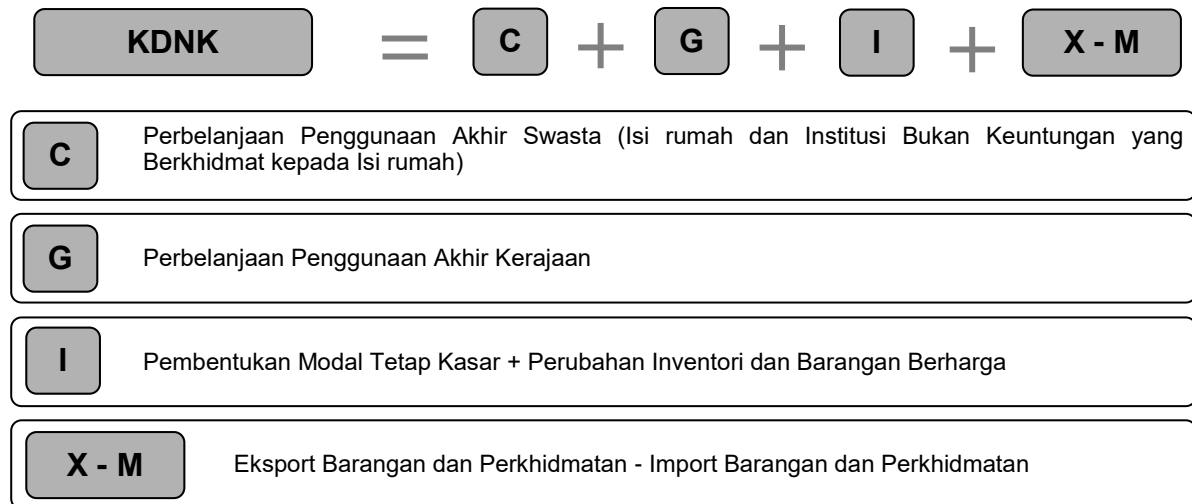 KDNK = C + G + I + X - M
C Perbelanjaan Penggunaan Akhir Swasta (Isi rumah dan Institusi Bukan Keuntungan yang
Berkhidmat kepada Isi rumah)
G Perbelanjaan Penggunaan Akhir Kerajaan
I Pembentukan Modal Tetap Kasar + Perubahan Inventori dan Barangan Berharga
X - M Eksport Barangan dan Perkhidmatan - Import Barangan dan Perkhidmatan